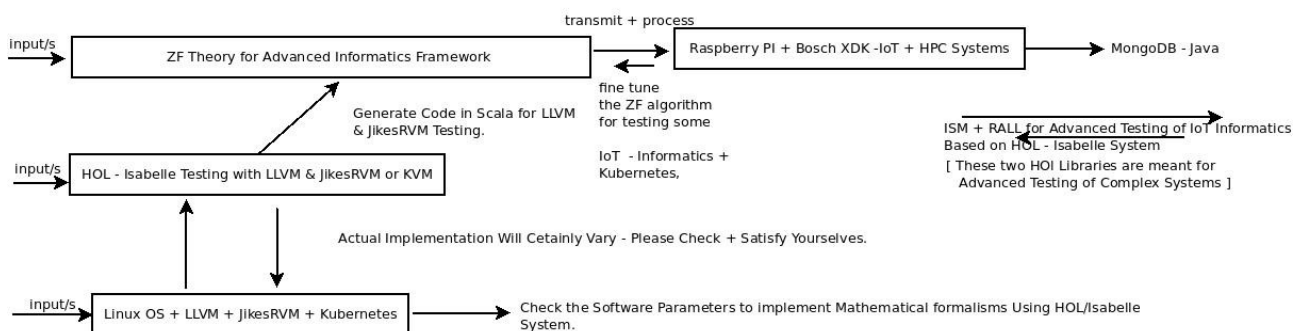 transmit + process
input/s
ZF Theory for Advanced Informatics Framework
Raspberry PI + Bosch XDK -IoT + HPC Systems
MongoDB - Java
fine tune
the ZF algorithm
for testing some
IoT - Informatics +
Kubernetes,
Generate Code in Scala for LLVM
& JikesRVM Testing.
ISM + RALL for Advanced Testing of IoT Informatics
Based on HOL - Isabelle System
[ These two HOl Libraries are meant for
Advanced Testing of Complex Systems ]
input/s
HOL - Isabelle Testing with LLVM & JikesRVM or KVM
Actual Implementation Will Cetainly Vary - Please Check + Satisfy Yourselves.
input/s
Linux OS + LLVM + JikesRVM + Kubernetes
Check the Software Parameters to implement Mathematical formalisms Using HOL/Isabelle
System.